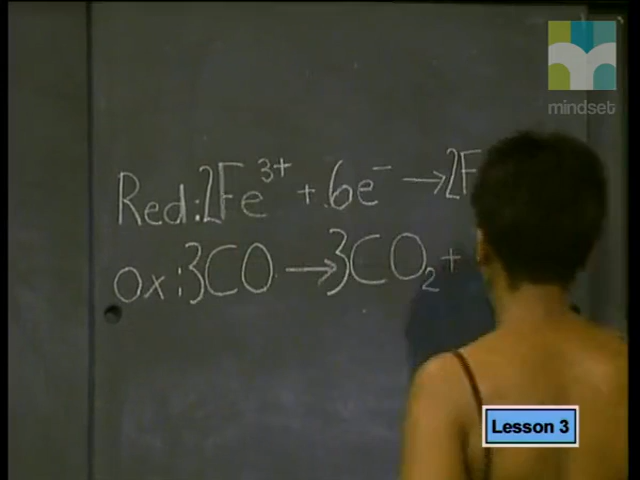 mindset
Red: 2Fe³⁺ + 6e⁻ → 2F
Ox: 3CO → 3CO₂ +
Lesson 3